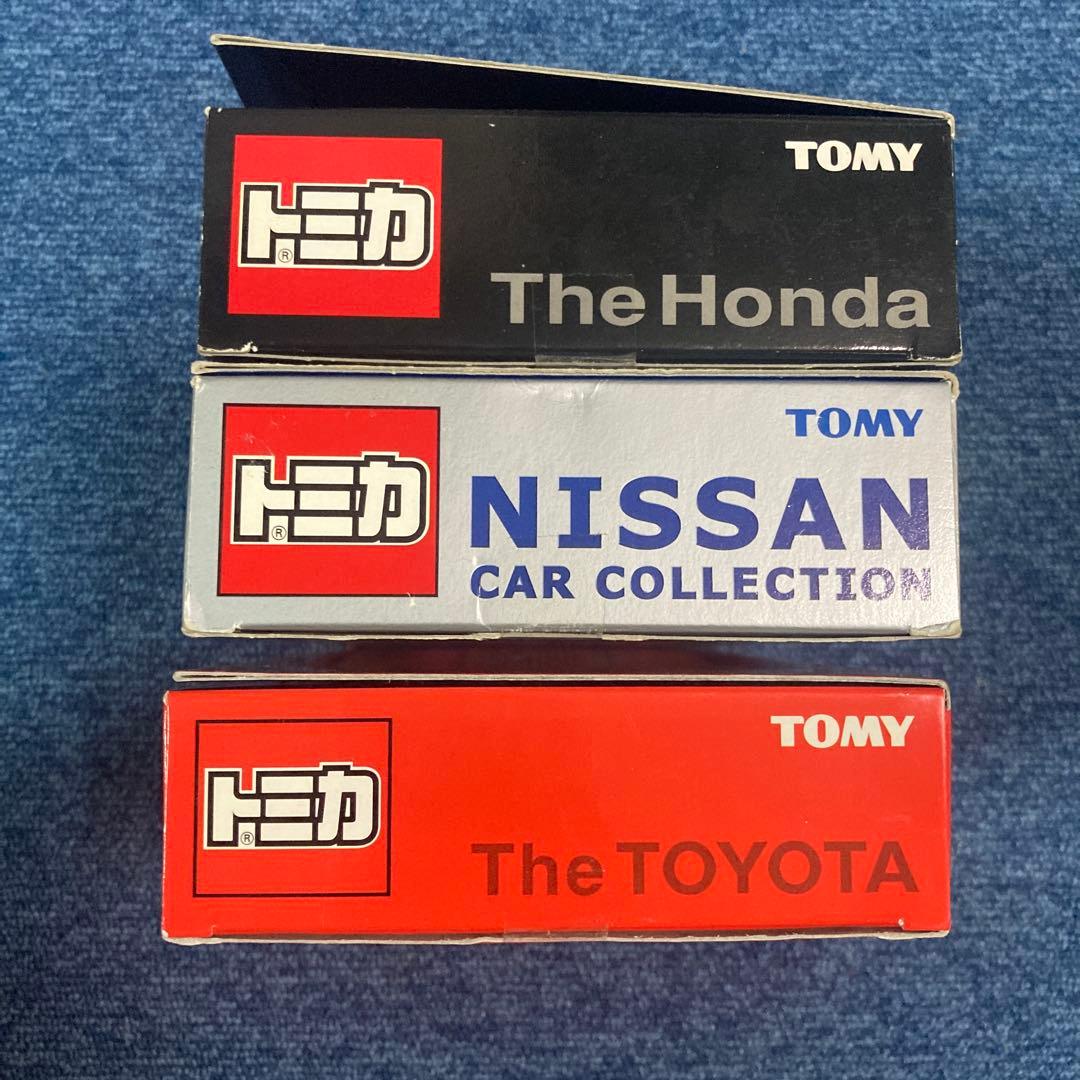 TOMY
トミカ®
The Honda
TOMY
トミカ®
NISSAN
CAR COLLECTION
TOMY
トミカ®
The TOYOTA